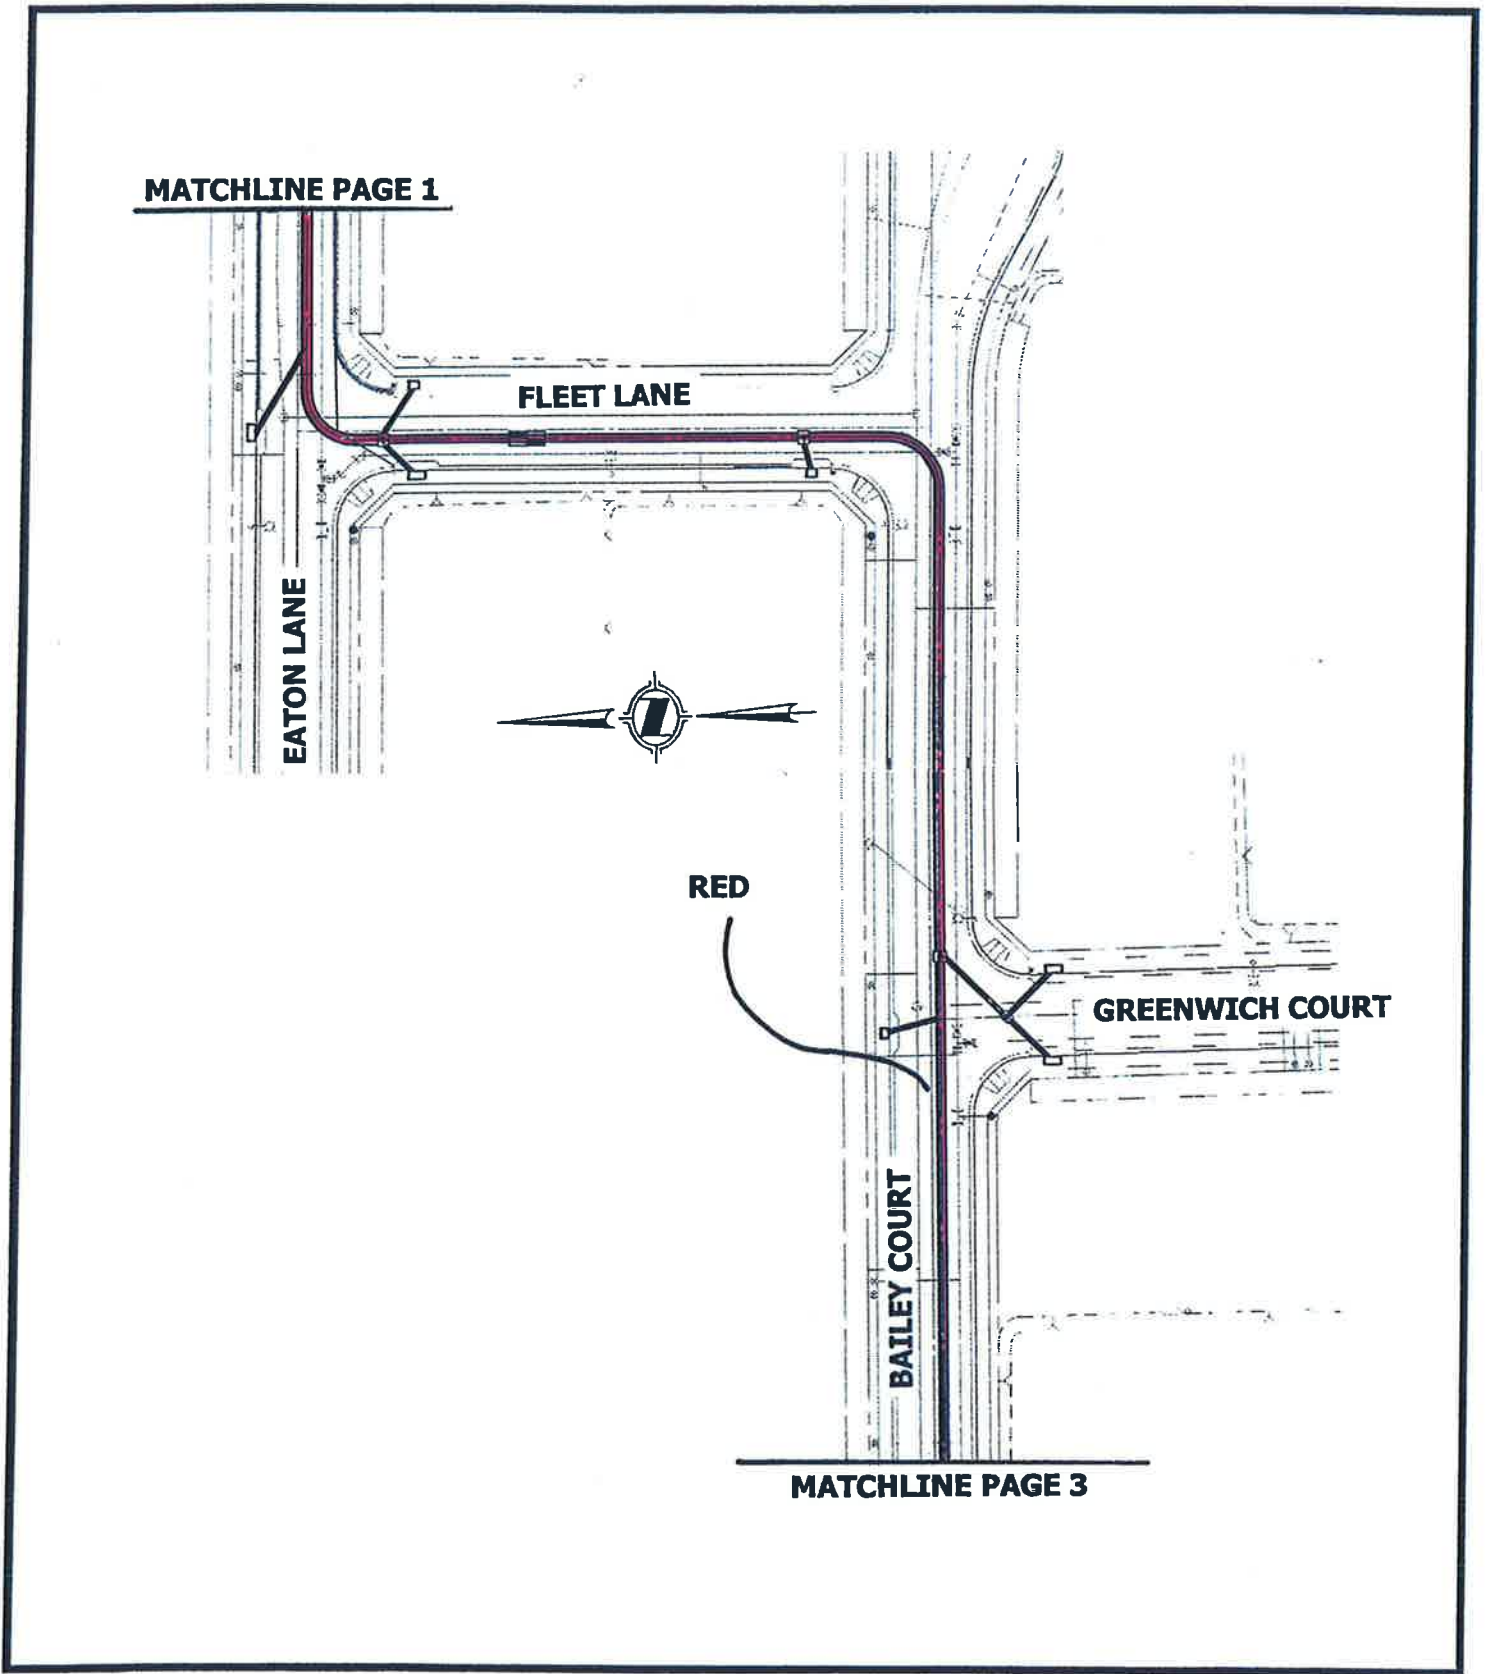 MATCHLINE PAGE 1
FLEET LANE
EATON LANE
RED
GREENWICH COURT
BAILEY COURT
MATCHLINE PAGE 3